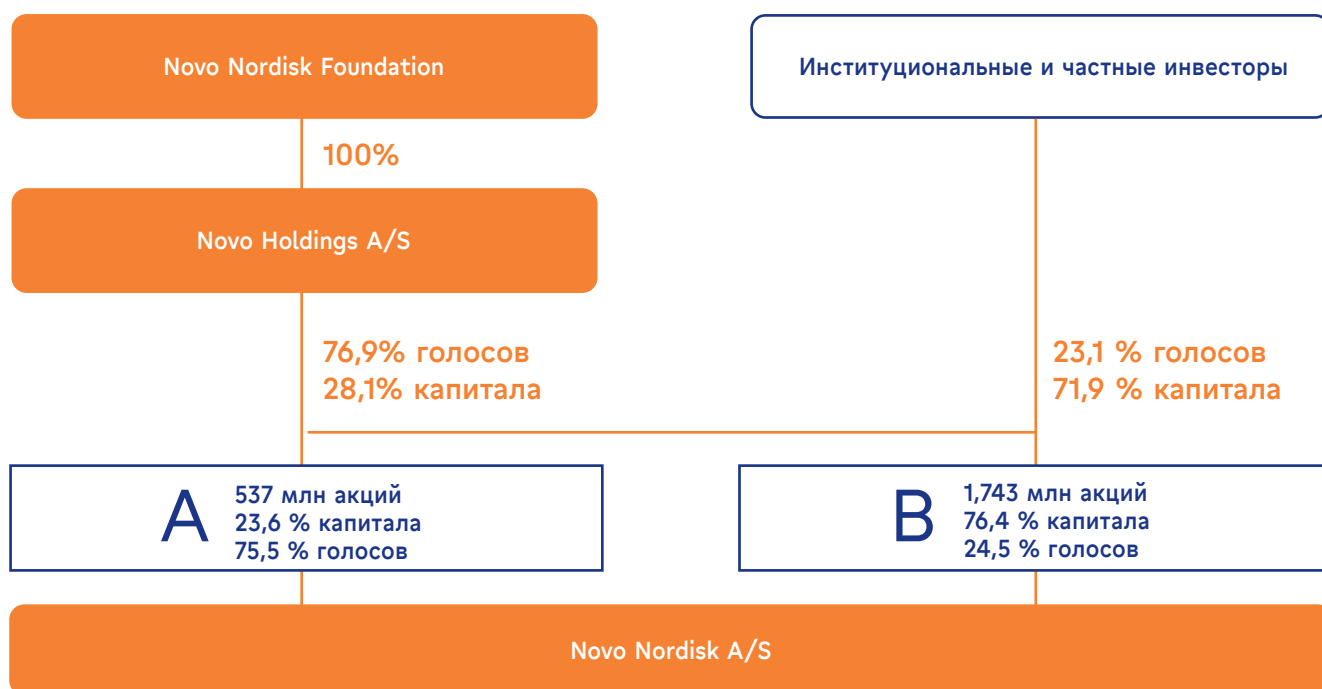 Novo Nordisk Foundation
Институциональные и частные инвесторы
100%
Novo Holdings A/S
76,9% голосов
28,1% капитала
23,1 % голосов
71,9 % капитала
A
537 млн акций
23,6 % капитала
75,5 % голосов
B
1,743 млн акций
76,4 % капитала
24,5 % голосов
Novo Nordisk A/S